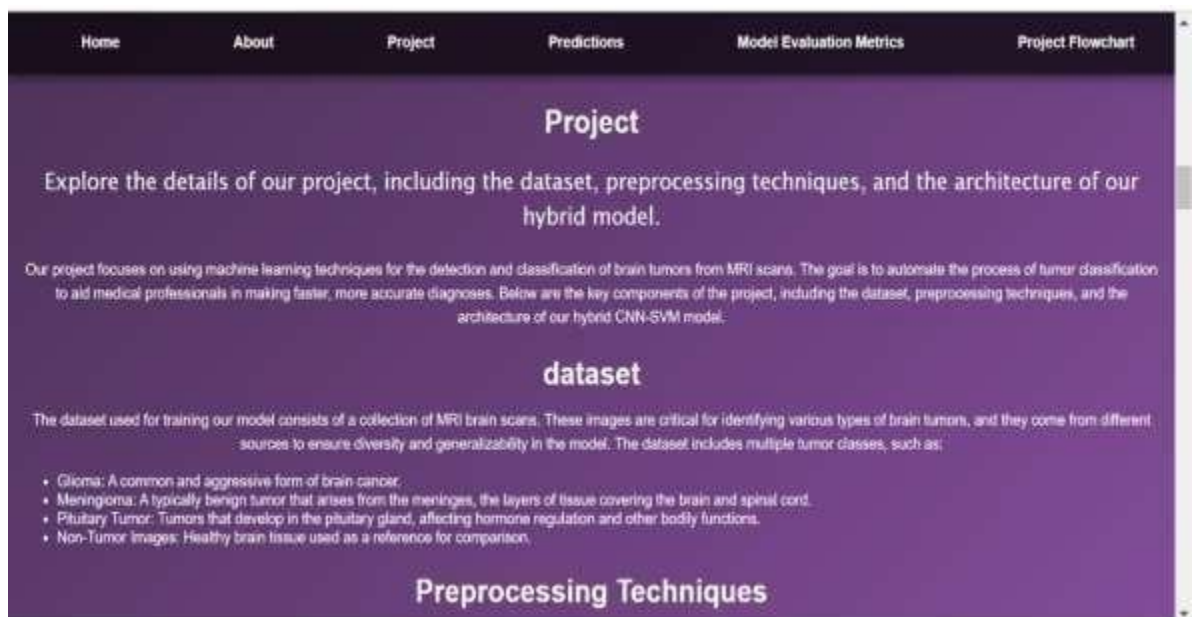 Home About Project Predictions Model Evaluation Metrics Project Flowchart
Project
Explore the details of our project, including the dataset, preprocessing techniques, and the architecture of our
hybrid model.
Our project focuses on using machine learning techniques for the detection and classification of brain tumors from MRI scans. The goal is to automate the process of tumor classification
to aid medical professionals in making faster, more accurate diagnoses. Below are the key components of the project, including the dataset, preprocessing techniques, and the
architecture of our hybrid CNN-SVM model.
dataset
The dataset used for training our model consists of a collection of MRI brain scans. These images are critical for identifying various types of brain tumors, and they come from different
sources to ensure diversity and generalizability in the model. The dataset includes multiple tumor classes, such as:
• Glioma: A common and aggressive form of brain cancer.
• Meningioma: A typically benign tumor that arises from the meninges, the layers of tissue covering the brain and spinal cord.
• Pituitary Tumor: Tumors that develop in the pituitary gland, affecting hormone regulation and other bodily functions.
• Non-Tumor Images: Healthy brain tissue used as a reference for comparison.
Preprocessing Techniques